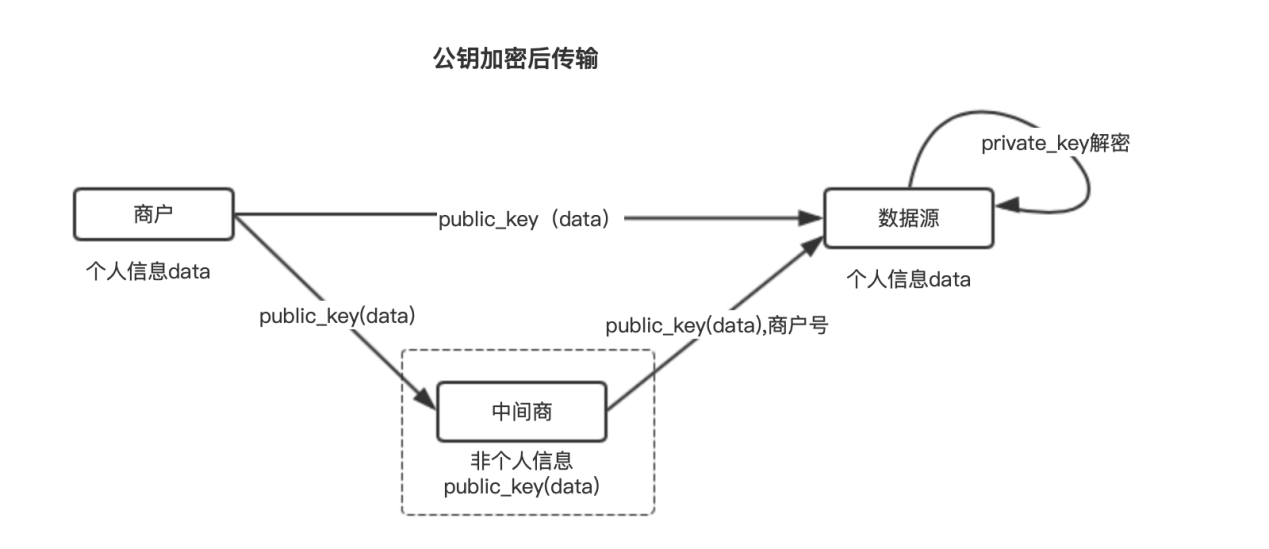 公钥加密后传输
private_key解密
商户
public_key（data）
数据源
个人信息data
个人信息data
public_key(data)
public_key(data),商户号
中间商
非个人信息
public_key(data)